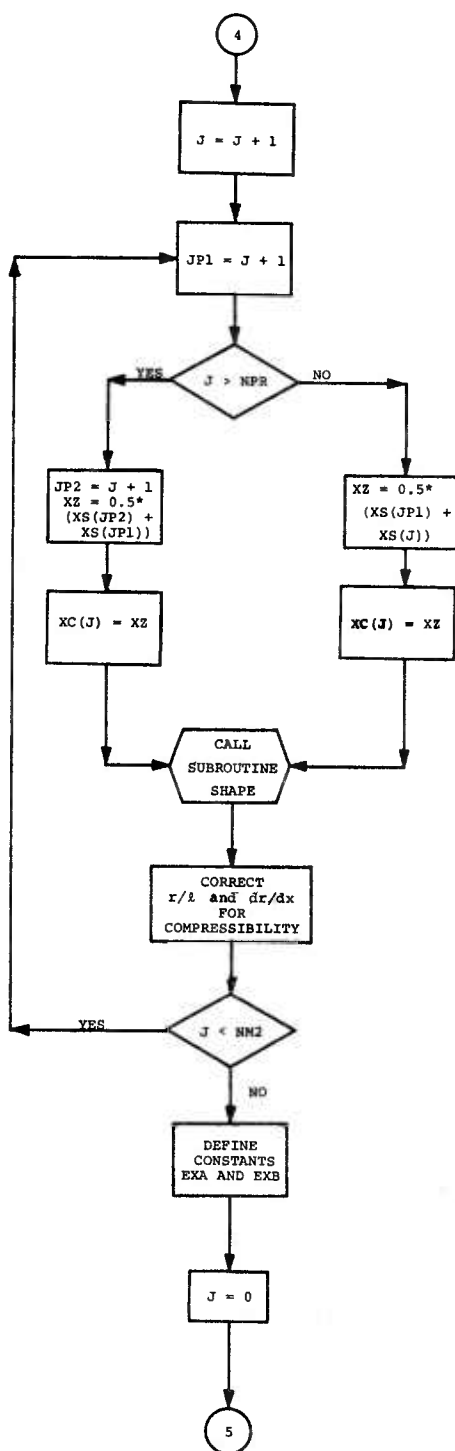 4
J = J + 1
JP1 = J + 1
J > NPR
YES
NO
JP2 = J + 1
XZ = 0.5*
(XS(JP2) +
XS(JP1))
XZ = 0.5*
(XS(JP1) +
XS(J))
XC(J) = XZ
XC(J) = XZ
CALL
SUBROUTINE
SHAPE
CORRECT
r/ℓ and dr/dx
FOR
COMPRESSIBILITY
J < NM2
YES
NO
DEFINE
CONSTANTS
EXA AND EXB
J = 0
5